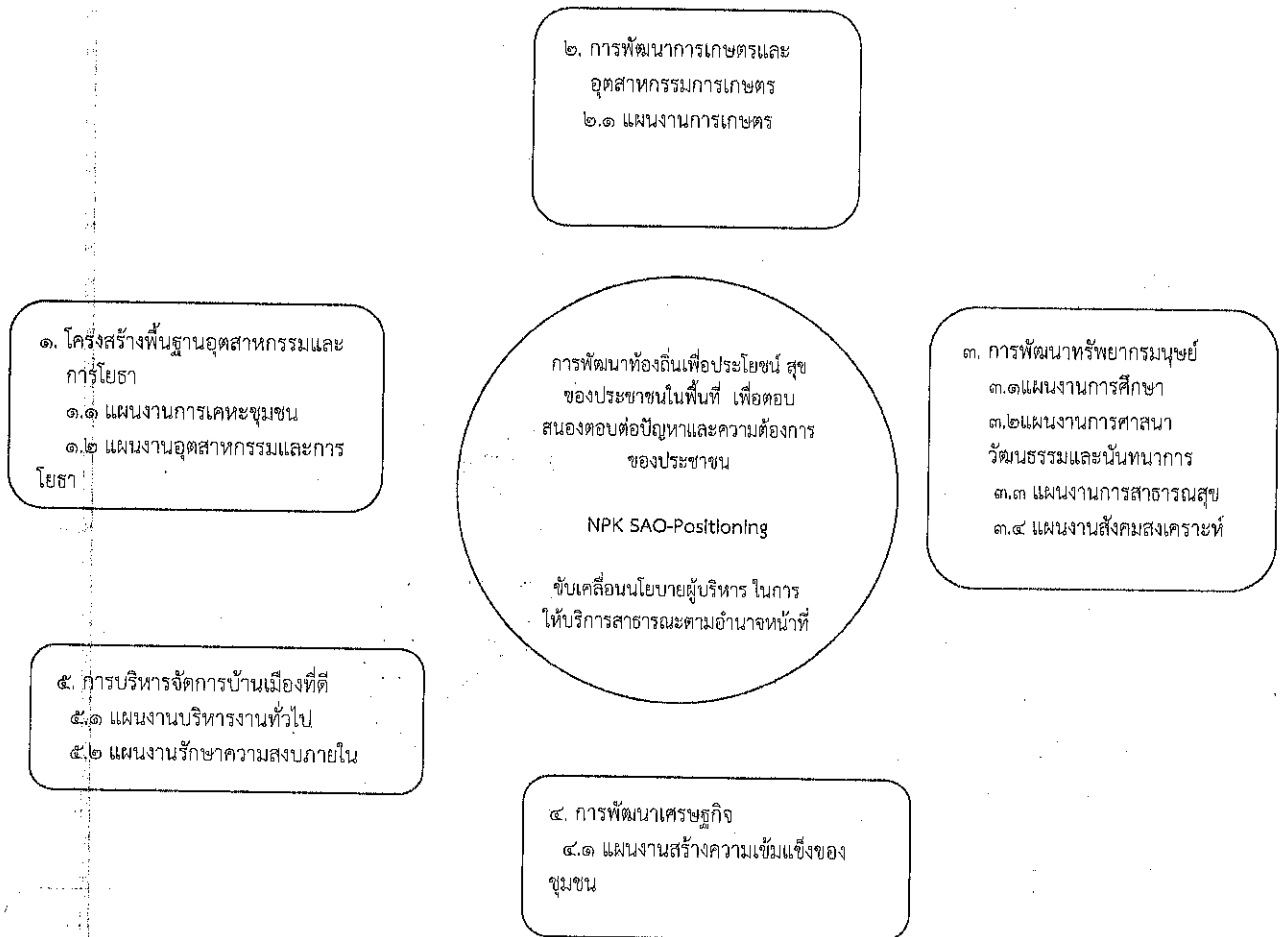 ๒. การพัฒนาการเกษตรและ
อุตสาหกรรมการเกษตร
๒.๑ แผนงานการเกษตร
๑. โครงสร้างพื้นฐานอุตสาหกรรมและ
การโยธา
๑.๑ แผนงานการเคหะชุมชน
๑.๒ แผนงานอุตสาหกรรมและการ
โยธา
การพัฒนาท้องถิ่นเพื่อประโยชน์ สุข
ของประชาชนในพื้นที่ เพื่อตอบ
สนองตอบต่อปัญหาและความต้องการ
ของประชาชน
NPK SAO-Positioning
ขับเคลื่อนนโยบายผู้บริหาร ในการ
ให้บริการสาธารณะตามอำนาจหน้าที่
๓. การพัฒนาทรัพยากรมนุษย์
๓.๑แผนงานการศึกษา
๓.๒แผนงานการศาสนา
วัฒนธรรมและนันทนาการ
๓.๓ แผนงานการสาธารณสุข
๓.๔ แผนงานสังคมสงเคราะห์
๕. การบริหารจัดการบ้านเมืองที่ดี
๕.๑ แผนงานบริหารงานทั่วไป
๕.๒ แผนงานรักษาความสงบภายใน
๔. การพัฒนาเศรษฐกิจ
๔.๑ แผนงานสร้างความเข้มแข็งของ
ชุมชน